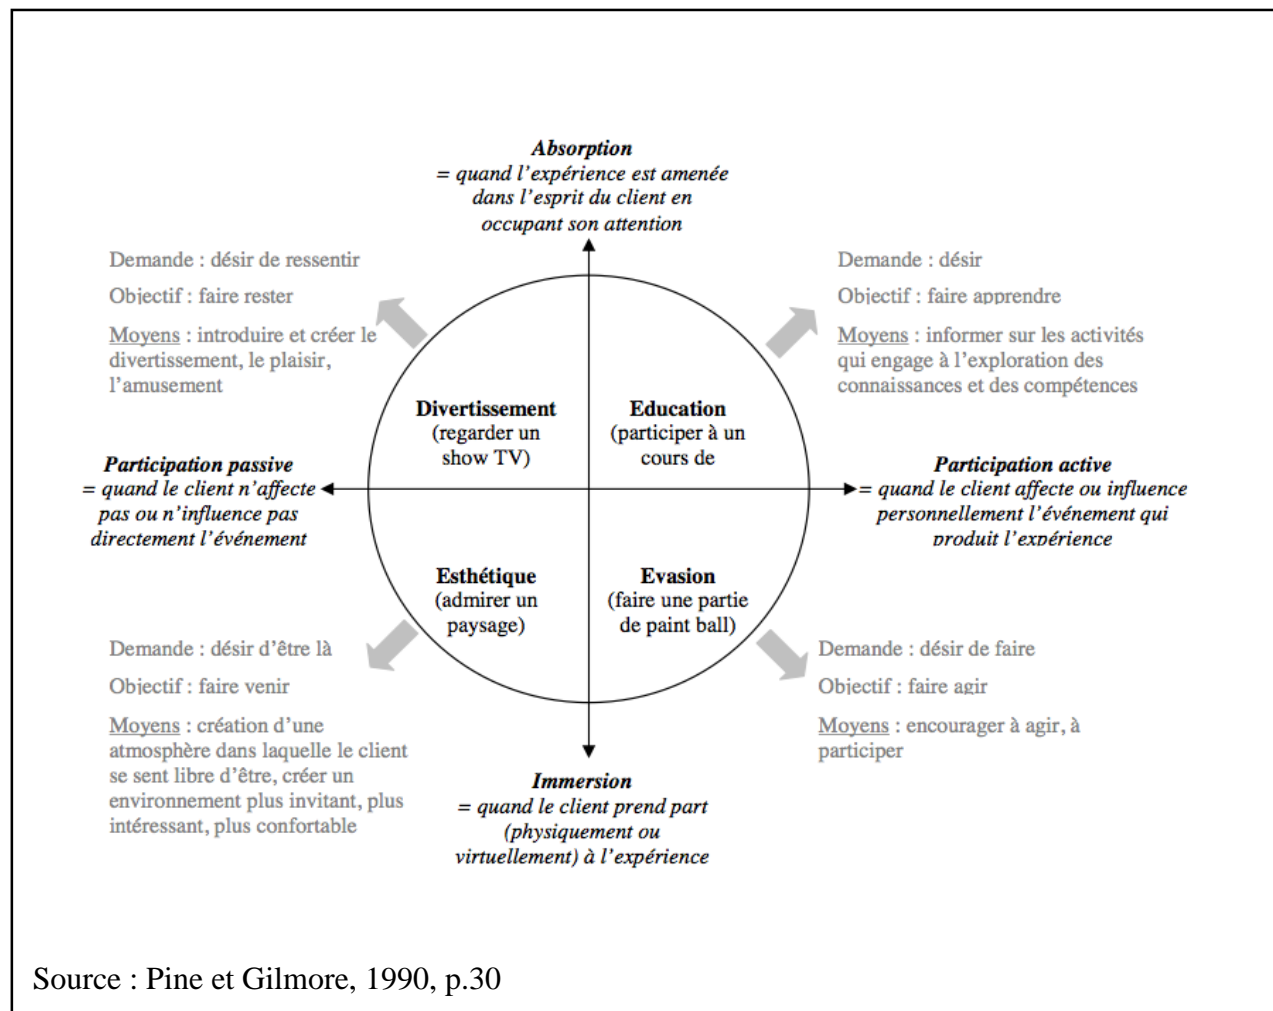 Absorption
= quand l'expérience est amenée
dans l'esprit du client en
occupant son attention
Demande : désir de ressentir
Objectif : faire rester
Moyens : introduire et créer le
divertissement, le plaisir,
l'amusement
Demande : désir
Objectif : faire apprendre
Moyens : informer sur les activités
qui engage à l'exploration des
connaissances et des compétences
Divertissement
(regarder un
show TV)
Education
(participer à un
cours de
Participation passive
= quand le client n'affecte
pas ou n'influence pas
directement l'événement
Participation active
= quand le client affecte ou influence
personnellement l'événement qui
produit l'expérience
Esthétique
(admirer un
paysage)
Evasion
(faire une partie
de paint ball)
Demande : désir d'être là
Objectif : faire venir
Moyens : création d'une
atmosphère dans laquelle le client
se sent libre d'être, créer un
environnement plus invitant, plus
intéressant, plus confortable
Demande : désir de faire
Objectif : faire agir
Moyens : encourager à agir, à
participer
Immersion
= quand le client prend part
(physiquement ou
virtuellement) à l'expérience
Source : Pine et Gilmore, 1990, p.30